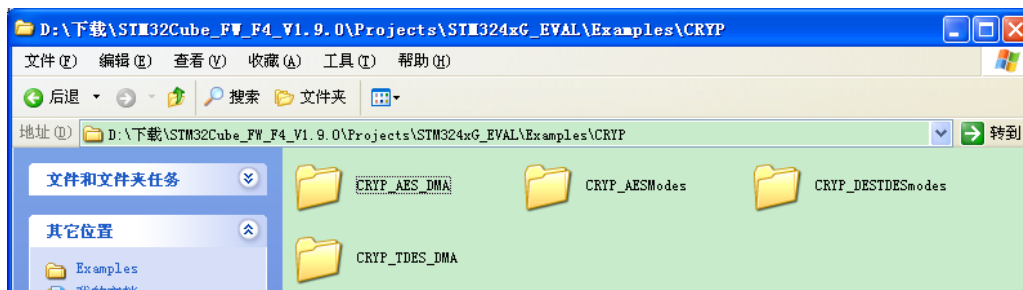 D:\下载\STM32Cube_FW_F4_V1.9.0\Projects\STM324xG_EVAL\Examples\CRYP
文件(F) 编辑(E) 查看(V) 收藏(A) 工具(T) 帮助(H)
后退 搜索 文件夹
地址(D) D:\下载\STM32Cube_FW_F4_V1.9.0\Projects\STM324xG_EVAL\Examples\CRYP 转到
文件和文件夹任务
CRYP_AES_DMA CRYP_AESModes CRYP_DESTDESmodes
其它位置
CRYP_TDES_DMA
Examples